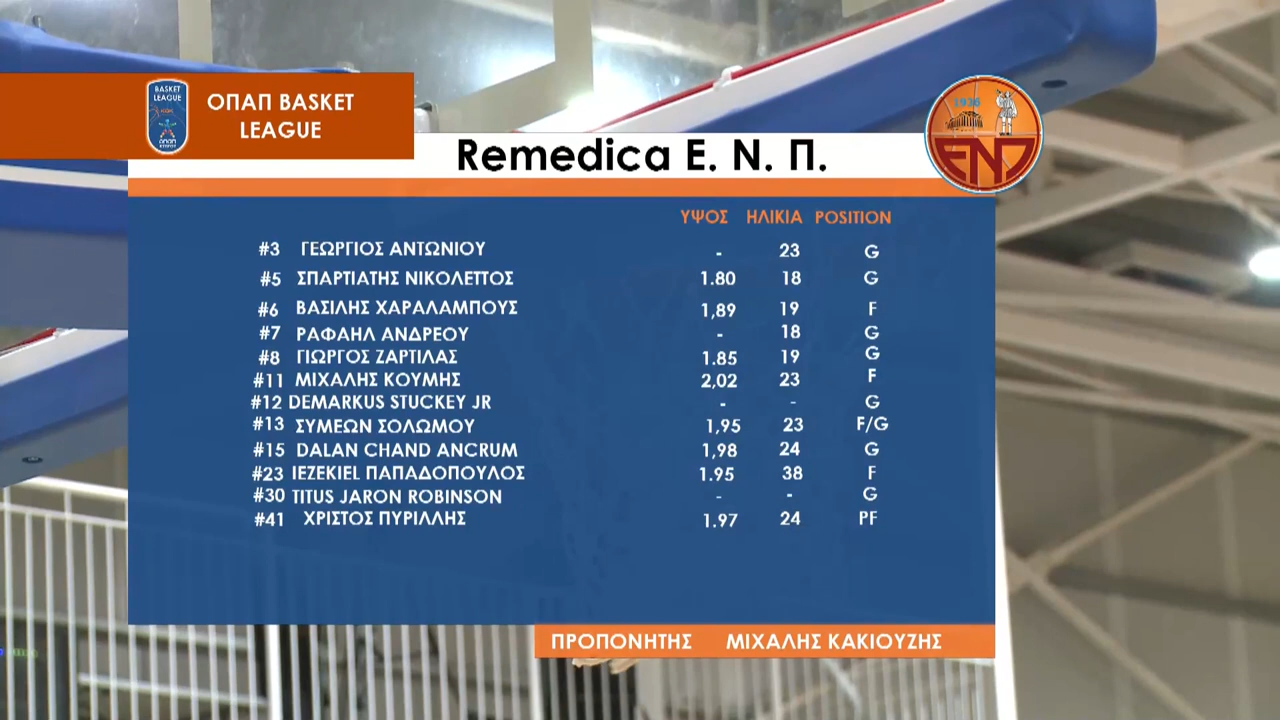 BASKET
LEAGUE
ΟΠΑΠ BASKET
LEAGUE
Remedica Ε. Ν. Π.
1936
ΕΝΠ
ΥΨΟΣ ΗΛΙΚΙΑ POSITION
#3 ΓΕΩΡΓΙΟΣ ΑΝΤΩΝΙΟΥ - 23 G
#5 ΣΠΑΡΤΙΑΤΗΣ ΝΙΚΟΛΕΤΤΟΣ 1.80 18 G
#6 ΒΑΣΙΛΗΣ ΧΑΡΑΛΑΜΠΟΥΣ 1,89 19 F
#7 ΡΑΦΑΗΛ ΑΝΔΡΕΟΥ - 18 G
#8 ΓΙΩΡΓΟΣ ΖΑΡΤΙΛΑΣ 1.85 19 G
#11 ΜΙΧΑΛΗΣ ΚΟΥΜΗΣ 2,02 23 F
#12 DEMARKUS STUCKEY JR - - G
#13 ΣΥΜΕΩΝ ΣΟΛΩΜΟΥ 1,95 23 F/G
#15 DALAN CHAND ANCRUM 1,98 24 G
#23 ΙΕΖΕΚΙΕΛ ΠΑΠΑΔΟΠΟΥΛΟΣ 1.95 38 F
#30 TITUS JARON ROBINSON - - G
#41 ΧΡΙΣΤΟΣ ΠΥΡΙΛΛΗΣ 1.97 24 PF
ΠΡΟΠΟΝΗΤΗΣ ΜΙΧΑΛΗΣ ΚΑΚΙΟΥΖΗΣ